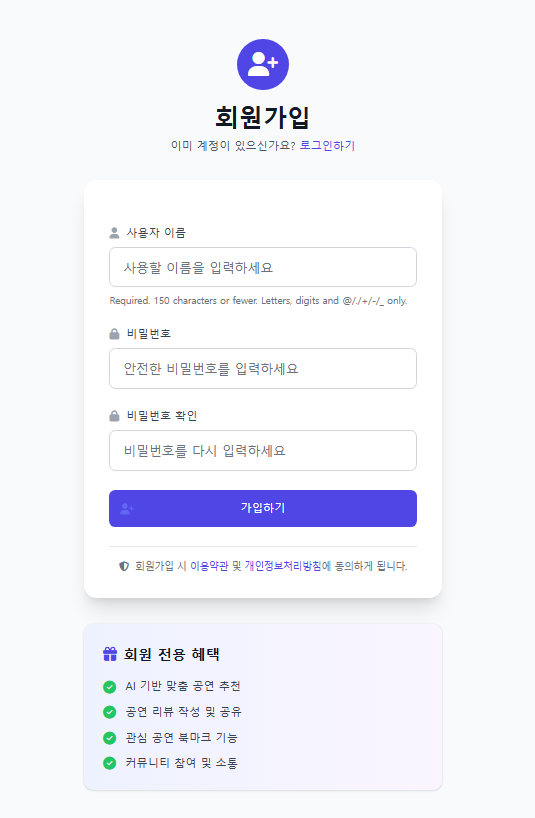 회원가입
이미 계정이 있으신가요? 로그인하기
사용자 이름
사용할 이름을 입력하세요
Required. 150 characters or fewer. Letters, digits and @/./+/-/_ only.
비밀번호
안전한 비밀번호를 입력하세요
비밀번호 확인
비밀번호를 다시 입력하세요
가입하기
회원가입 시 이용약관 및 개인정보처리방침에 동의하게 됩니다.
회원 전용 혜택
AI 기반 맞춤 공연 추천
공연 리뷰 작성 및 공유
관심 공연 북마크 기능
커뮤니티 참여 및 소통